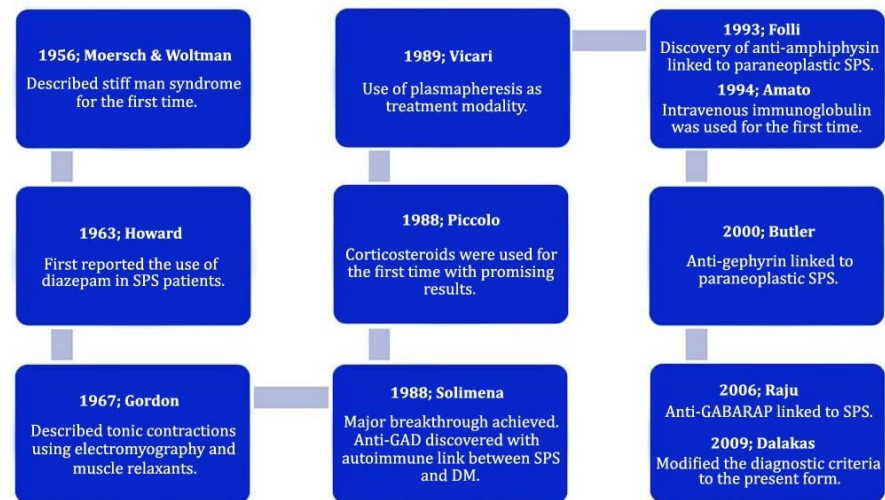 1956; Moersch & Woltman
Described stiff man syndrome
for the first time.
1963; Howard
First reported the use of
diazepam in SPS patients.
1967; Gordon
Described tonic contractions
using electromyography and
muscle relaxants.
1988; Solimena
Major breakthrough achieved.
Anti-GAD discovered with
autoimmune link between SPS
and DM.
1988; Piccolo
Corticosteroids were used for
the first time with promising
results.
1989; Vicari
Use of plasmapheresis as
treatment modality.
1993; Folli
Discovery of anti-amphiphysin
linked to paraneoplastic SPS.
1994; Amato
Intravenous immunoglobulin
was used for the first time.
2000; Butler
Anti-gephyrin linked to
paraneoplastic SPS.
2006; Raju
Anti-GABARAP linked to SPS.
2009; Dalakas
Modified the diagnostic criteria
to the present form.